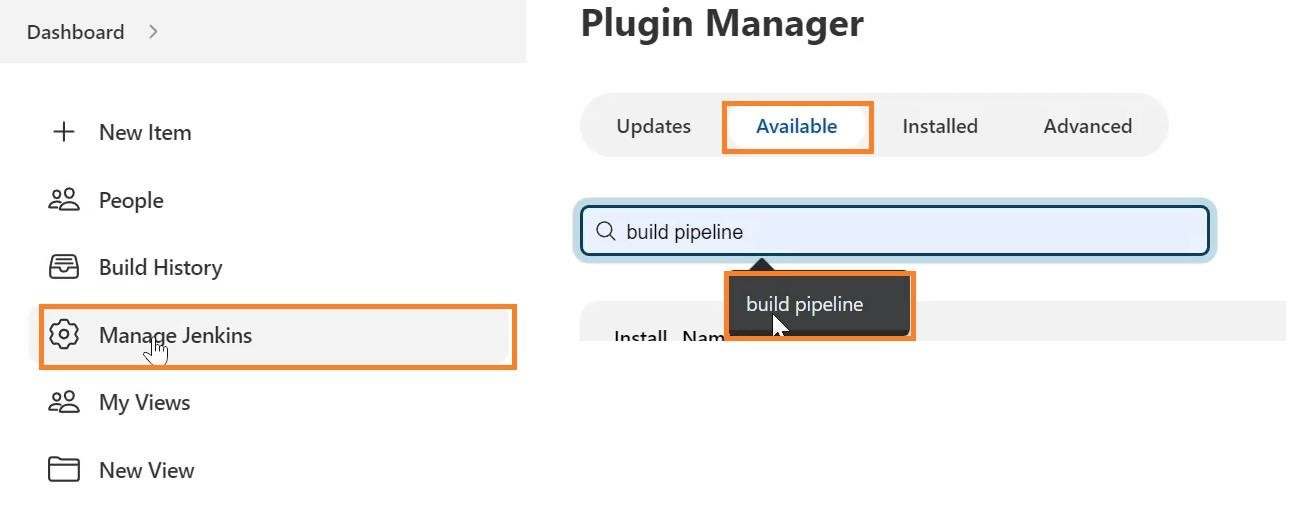 Dashboard
New Item
People
Build History
Manage Jenkins
My Views
New View
Plugin Manager
Updates Available Installed Advanced
build pipeline
build pipeline
Install Nam